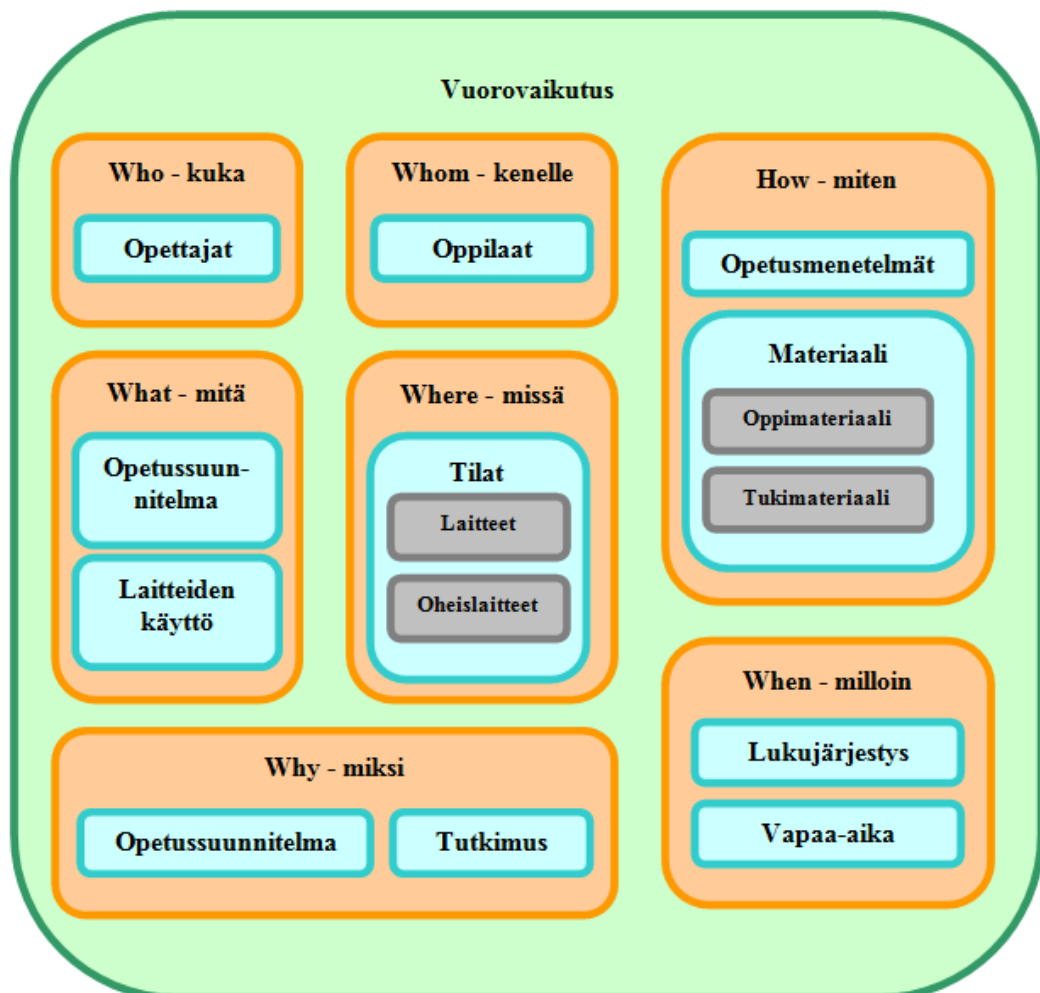 Vuorovaikutus
Who - kuka
Opettajat
Whom - kenelle
Oppilaat
How - miten
Opetusmenetelmät
Materiaali
Oppimateriaali
Tukimateriaali
What - mitä
Opetussuun-
nitelma
Laitteiden
käyttö
Where - missä
Tilat
Laitteet
Oheislaitteet
When - milloin
Lukujärjestys
Vapaa-aika
Why - miksi
Opetussuunnitelma
Tutkimus